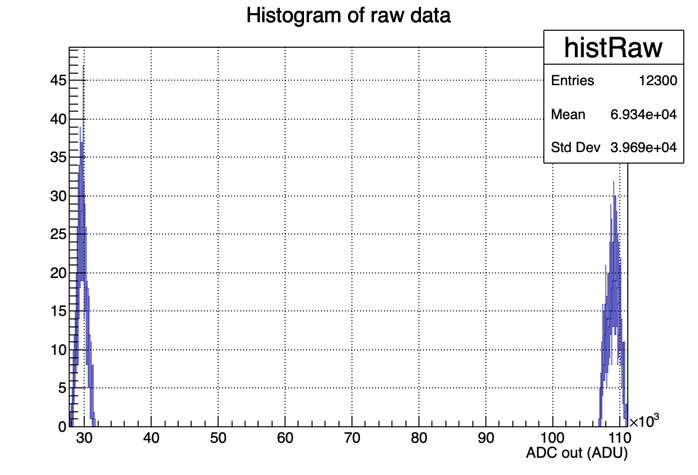 Histogram of raw data
histRaw
Entries 12300
Mean 6.934e+04
Std Dev 3.969e+04
45
40
35
30
25
20
15
10
5
0
30 40 50 60 70 80 90 100 110 ×10³
ADC out (ADU)